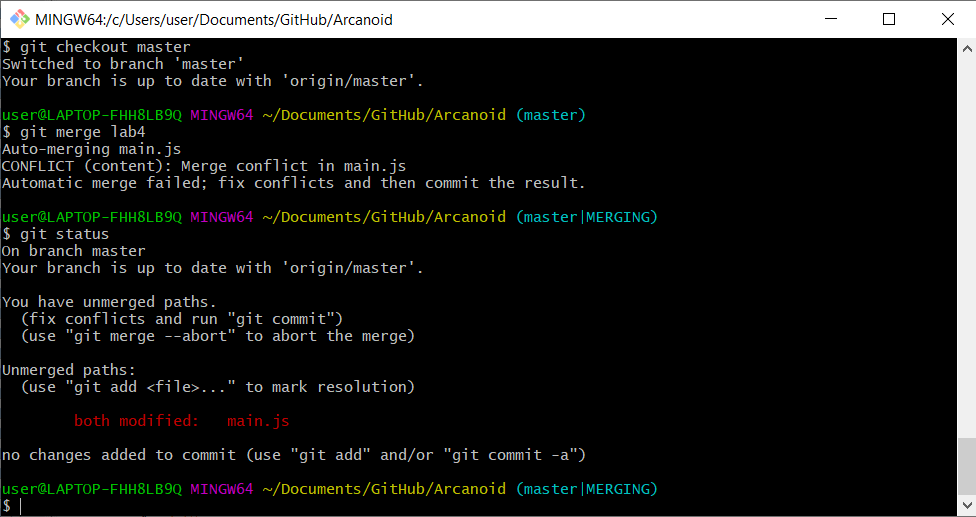 MINGW64:/c/Users/user/Documents/GitHub/Arcanoid
$ git checkout master
Switched to branch 'master'
Your branch is up to date with 'origin/master'.
user@LAPTOP-FHH8LB9Q MINGW64 ~/Documents/GitHub/Arcanoid (master)
$ git merge lab4
Auto-merging main.js
CONFLICT (content): Merge conflict in main.js
Automatic merge failed; fix conflicts and then commit the result.
user@LAPTOP-FHH8LB9Q MINGW64 ~/Documents/GitHub/Arcanoid (master|MERGING)
$ git status
On branch master
Your branch is up to date with 'origin/master'.
You have unmerged paths.
  (fix conflicts and run "git commit")
  (use "git merge --abort" to abort the merge)
Unmerged paths:
  (use "git add <file>..." to mark resolution)
        both modified:   main.js
no changes added to commit (use "git add" and/or "git commit -a")
user@LAPTOP-FHH8LB9Q MINGW64 ~/Documents/GitHub/Arcanoid (master|MERGING)
$